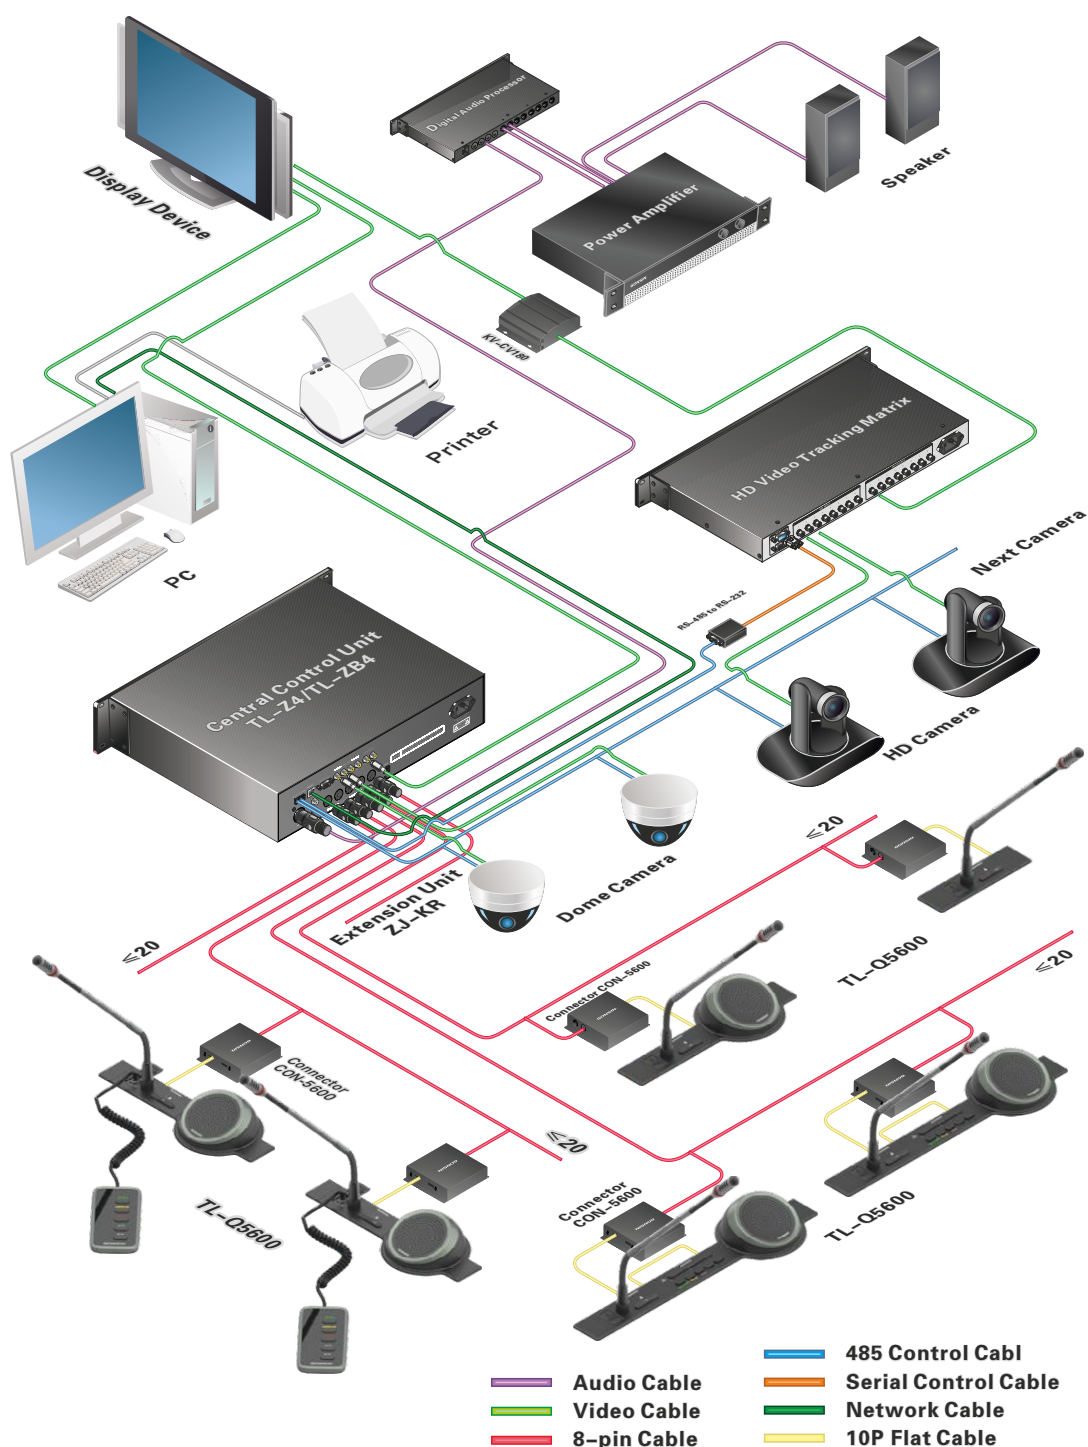 Digital Audio Processor
Display Device
Power Amplifier
Speaker
KV-CV180
Printer
HD Video Tracking Matrix
PC
Next Camera
RS-485 to RS-232
Central Control Unit
TL-Z4/TL-ZB4
HD Camera
≤20
Extension Unit
ZJ-KR
Dome Camera
≤20
TL-Q5600
≤20
Connector CON-5600
Connector
CON-5600
≤20
TL-Q5600
Connector
CON-5600
TL-Q5600
485 Control Cabl
Audio Cable
Serial Control Cable
Video Cable
Network Cable
8-pin Cable
10P Flat Cable